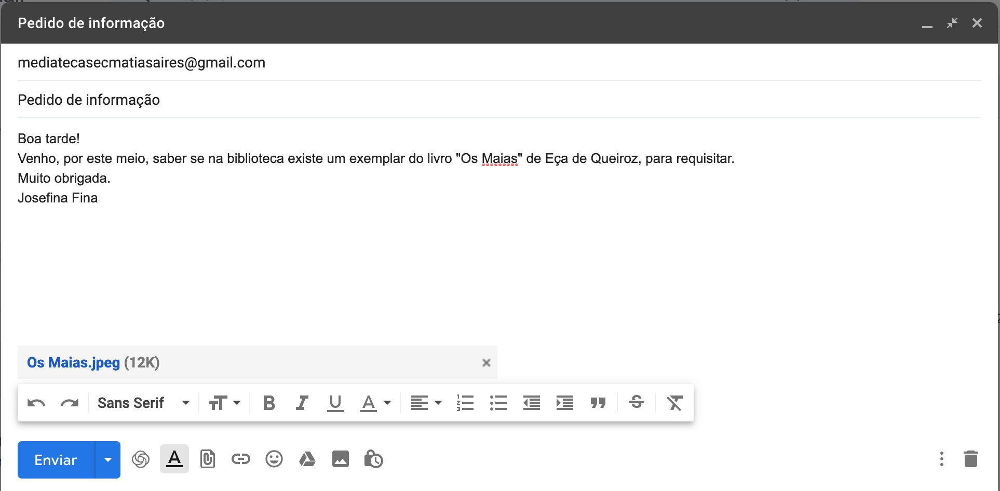 Pedido de informação
mediatecasecmatiasaires@gmail.com
Pedido de informação
Boa tarde!
Venho, por este meio, saber se na biblioteca existe um exemplar do livro "Os Maias" de Eça de Queiroz, para requisitar.
Muito obrigada.
Josefina Fina
Os Maias.jpeg (12K)
Sans Serif
Enviar